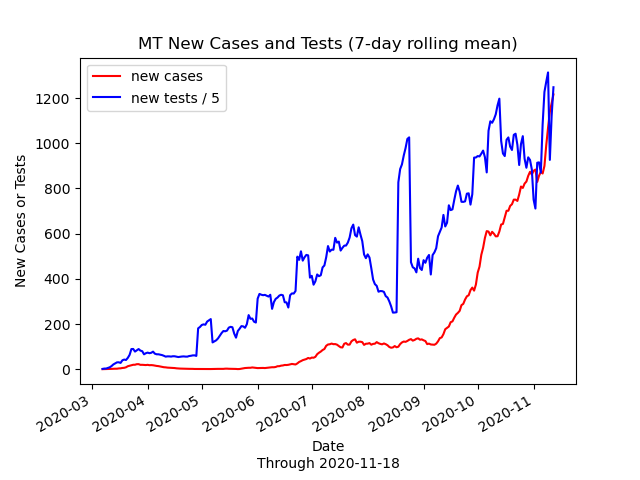 MT New Cases and Tests (7-day rolling mean)
new cases
new tests / 5
New Cases or Tests
1200
1000
800
600
400
200
0
2020-03
2020-04
2020-05
2020-06
2020-07
2020-08
2020-09
2020-10
2020-11
Date
Through 2020-11-18